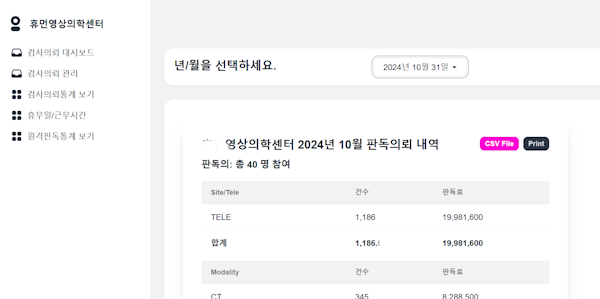 휴먼영상의학센터
검사의뢰 대시보드
검사의뢰 관리
검사의뢰통계 보기
휴무일/근무시간
원격판독통계 보기
년/월을 선택하세요.
2024년 10월 31일
영상의학센터 2024년 10월 판독의뢰 내역
CSV File
Print
판독의: 총 40 명 참여
Site/Tele 건수 판독료
TELE 1,186 19,981,600
합계 1,186.0 19,981,600
Modality 건수 판독료
CT 345 8,288,500